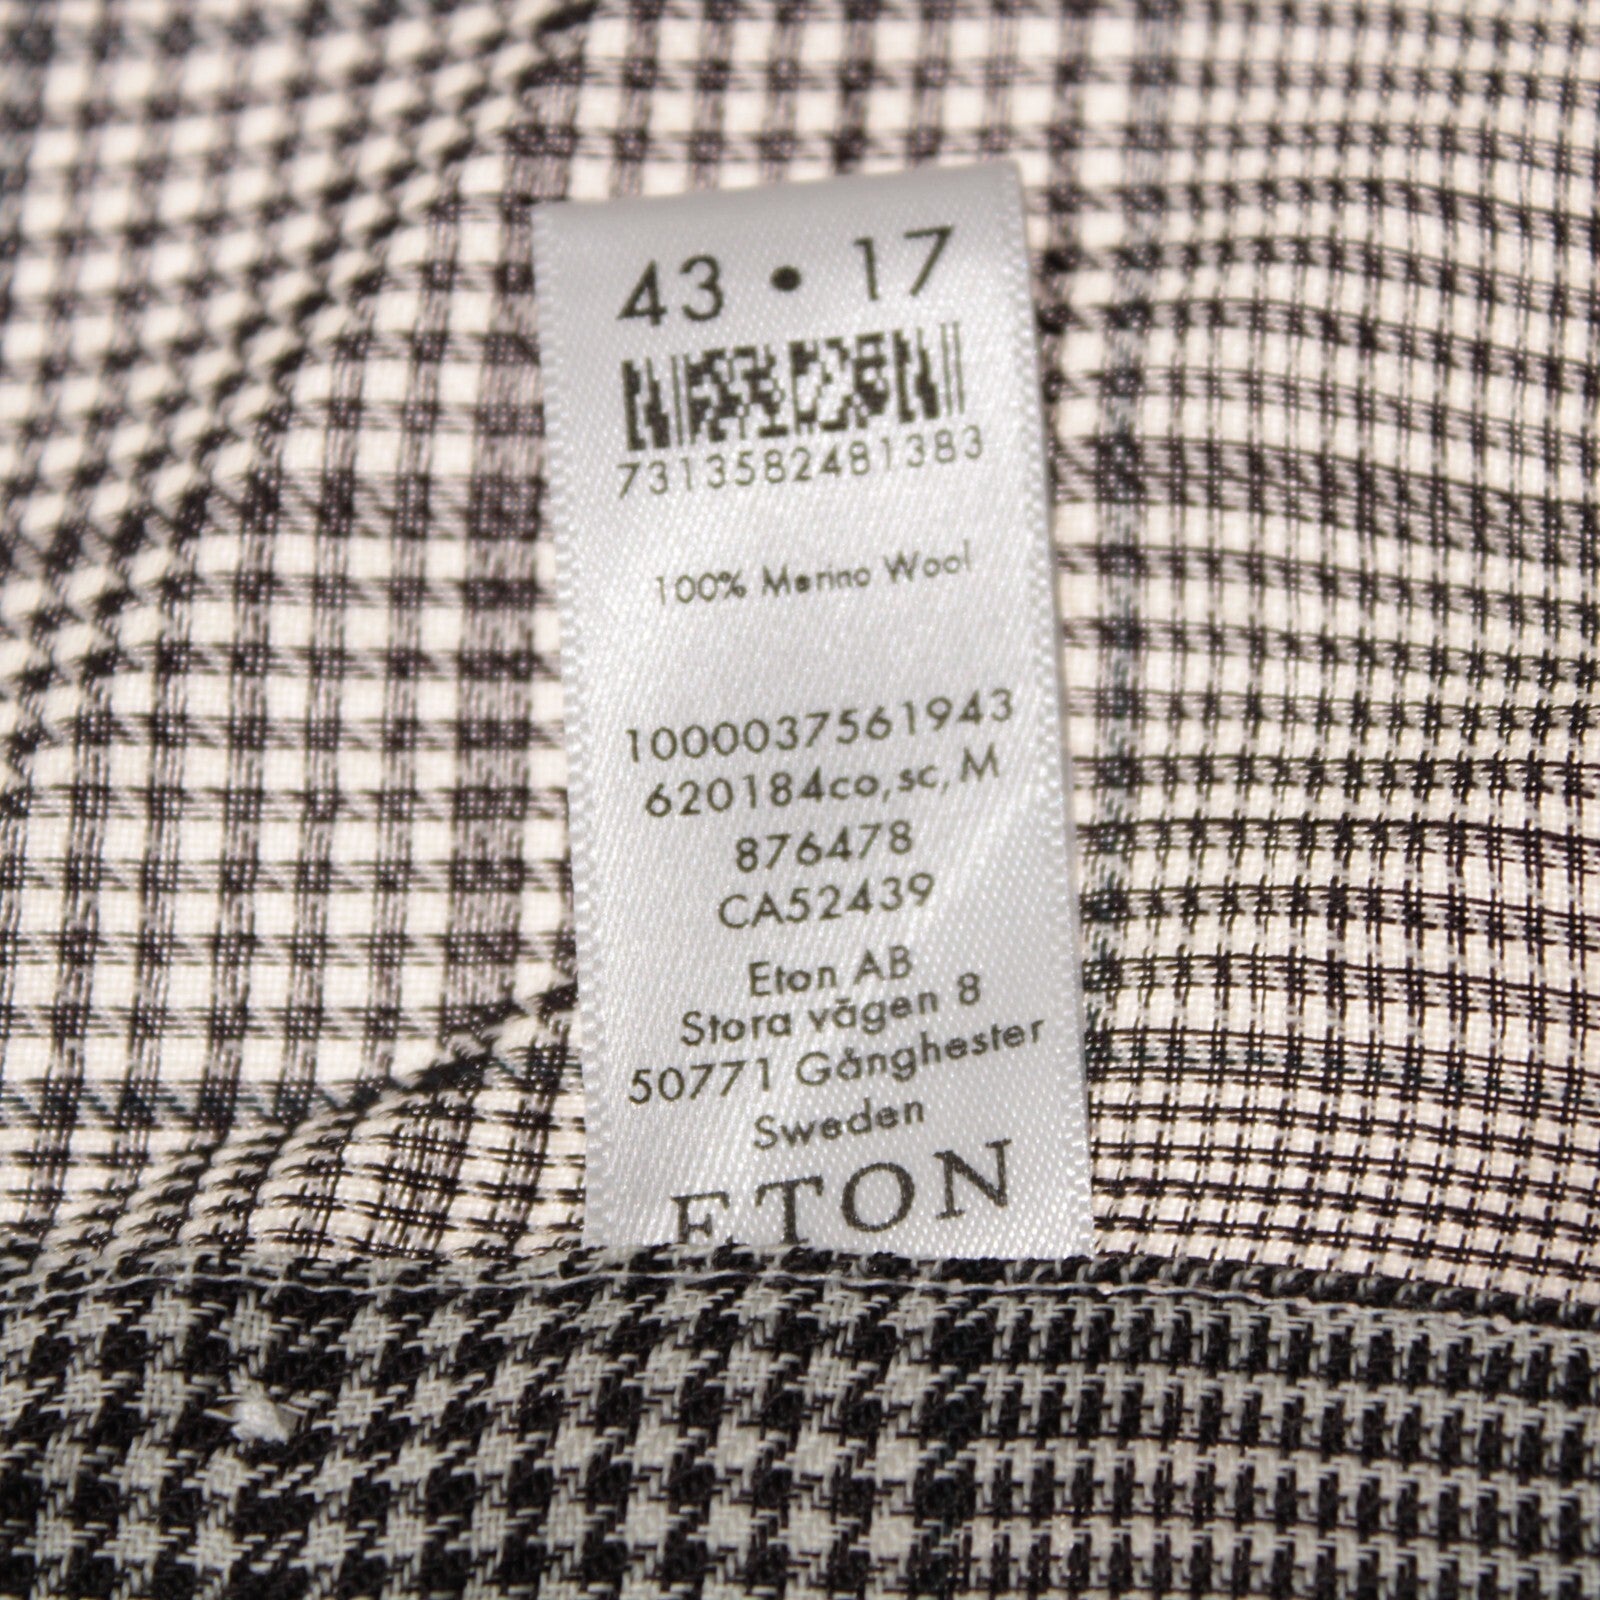 43 • 17
7313582481383
100% Merino Wool
1000037561943
620184co,sc,M
876478
CA52439
Eton AB
Stora vägen 8
50771 Gånghester
Sweden
ETON